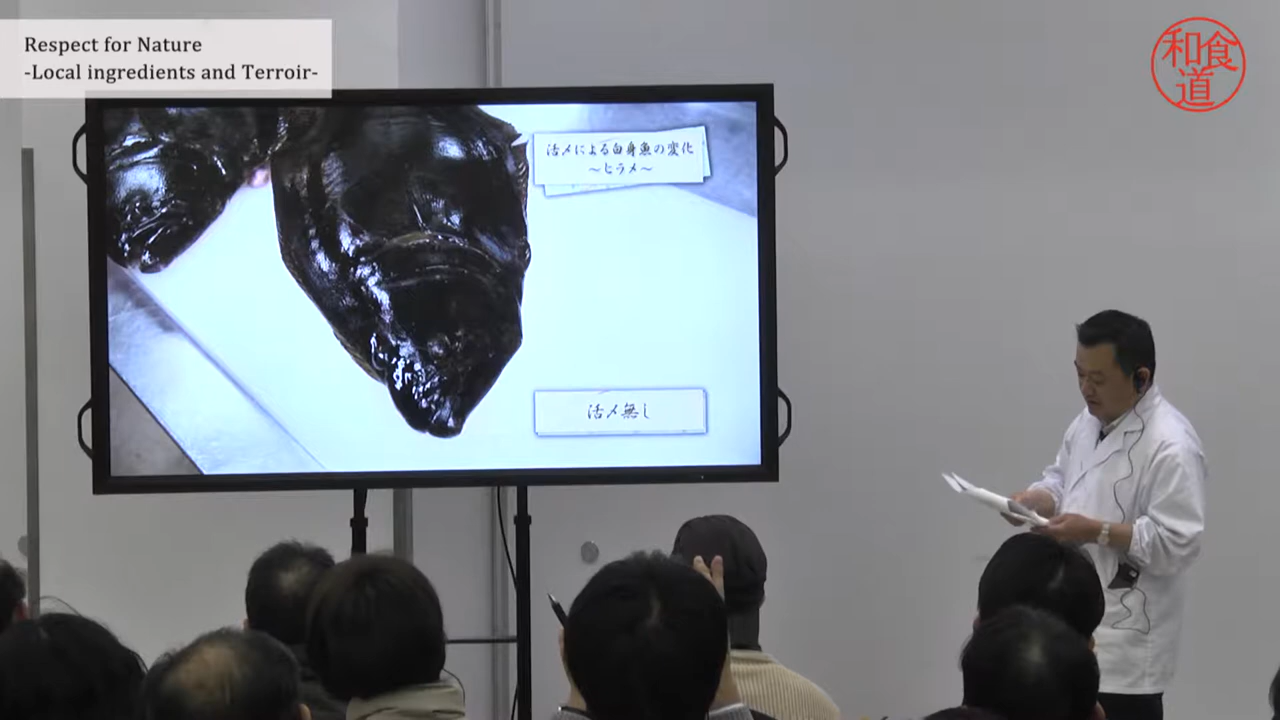 Respect for Nature
-Local ingredients and Terroir-
和食
道
活〆による白身魚の変化
～ヒラメ～
活〆無し